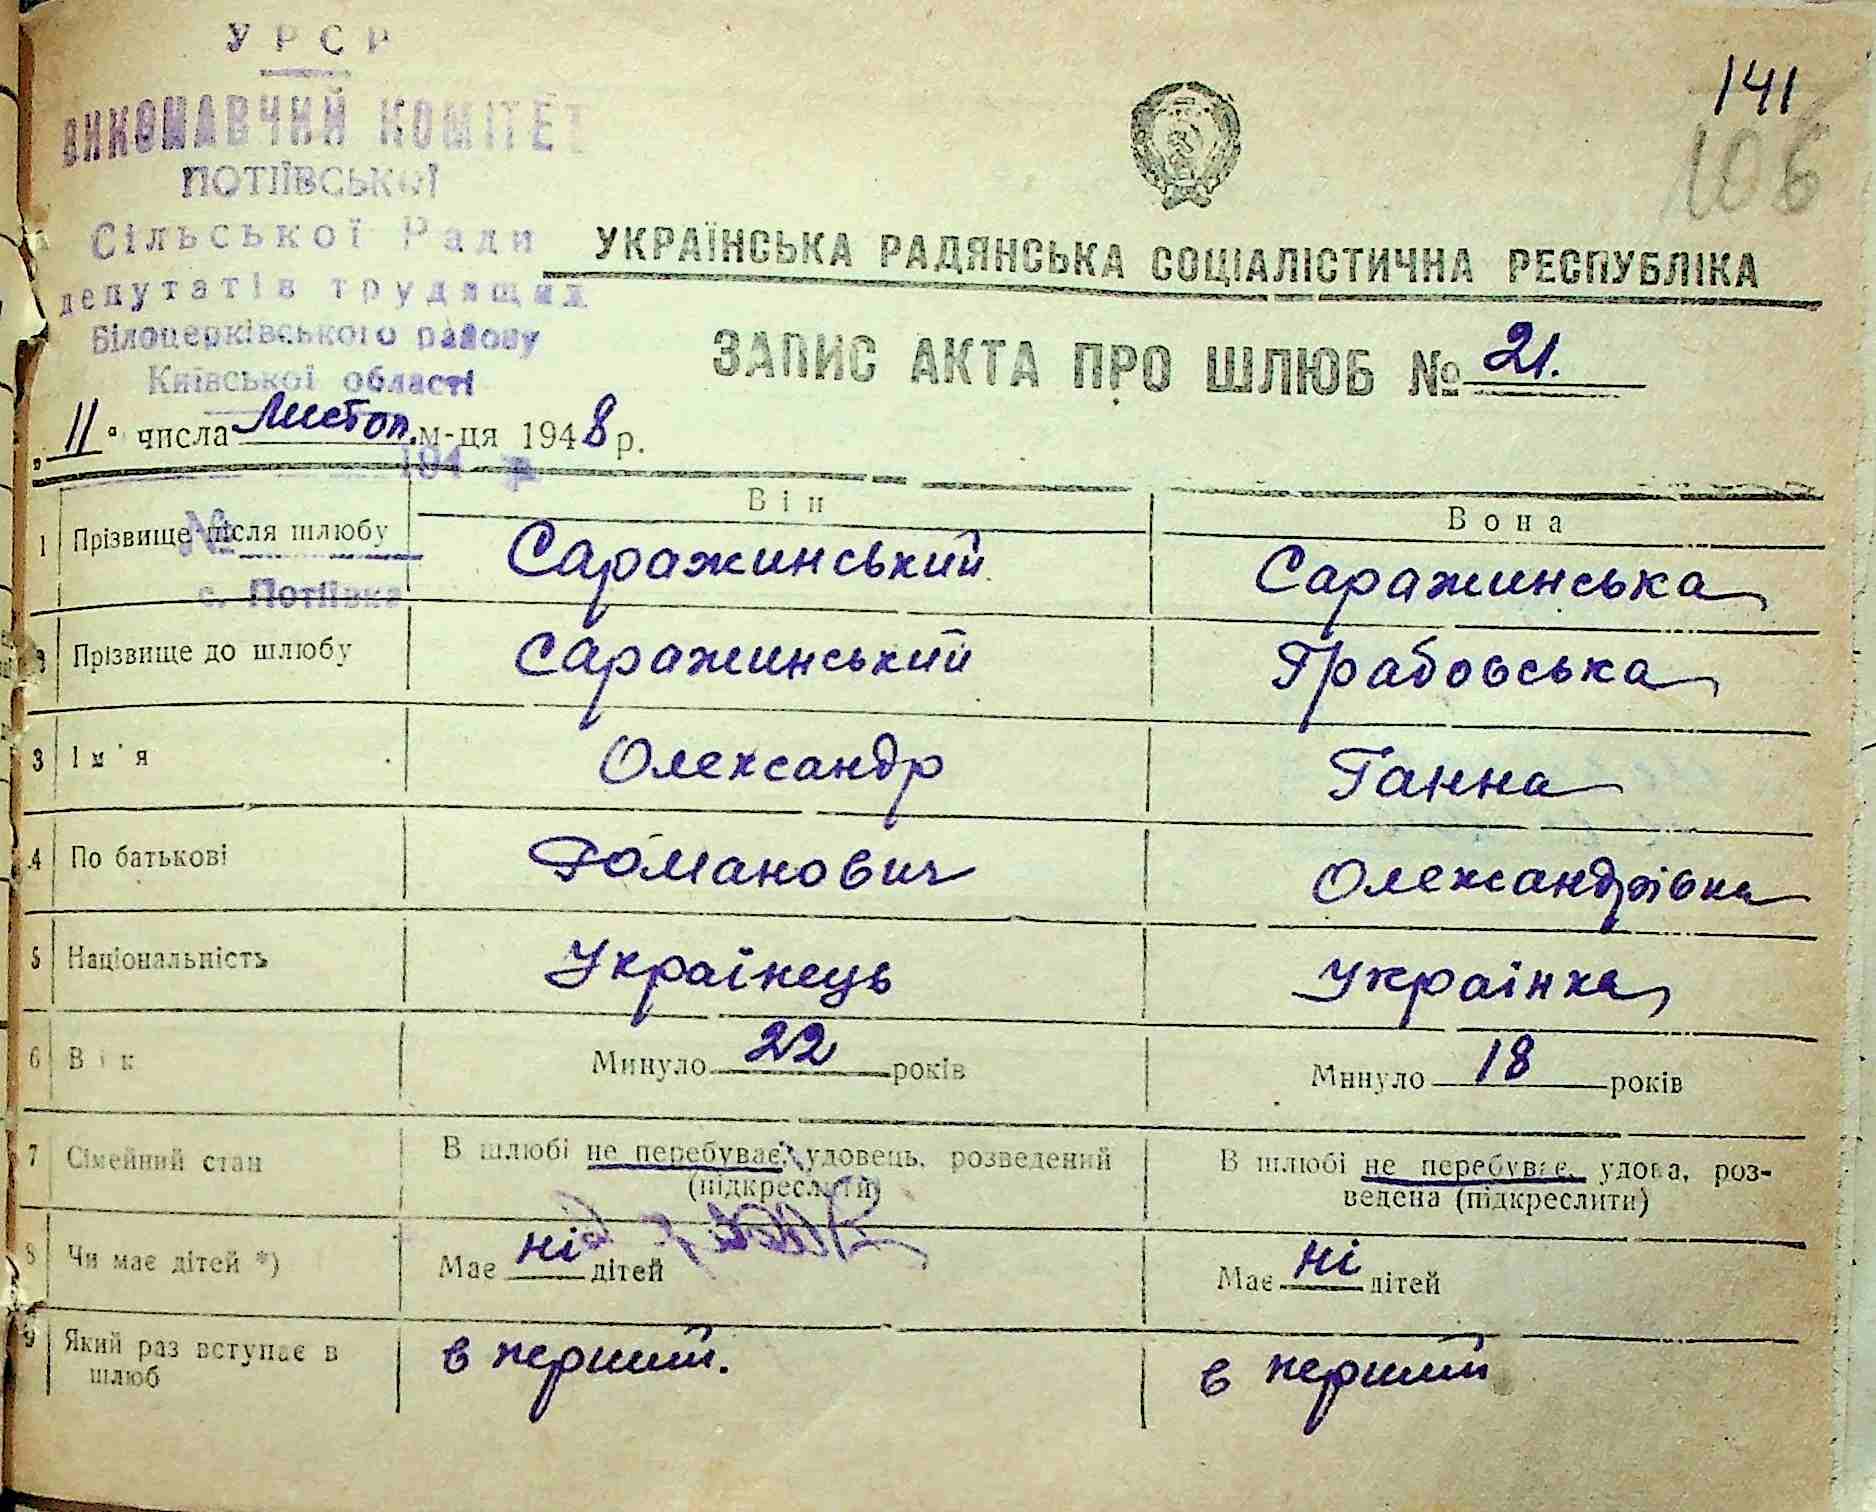 УРСР
ВИКОНАВЧИЙ КОМІТЕТ
ПОТІЇВСЬКОЇ
Сільської Ради
депутатів трудящих
Білоцерківського району
Київської області
141
106
УКРАЇНСЬКА РАДЯНСЬКА СОЦІАЛІСТИЧНА РЕСПУБЛІКА
ЗАПИС АКТА ПРО ШЛЮБ № 21.
„11" числа Листоп. м-ця 1948 р.
194 р
№
с. Потіївка
Він Вона
1 Прізвище після шлюбу Саражинський Саражинська
2 Прізвище до шлюбу Саражинський Грабовська
3 Ім'я Олександр Ганна
4 По батькові Романович Олександрівна
5 Національність Українець Українка
6 Вік Минуло 22 років Минуло 18 років
7 Сімейний стан В шлюбі не перебуває, удовець, розведений (підкреслити) В шлюбі не перебуває, удова, роз-
ведена (підкреслити)
8 Чи має дітей *) Має ні дітей Має ні дітей
9 Який раз вступає в шлюб в перший. в перший